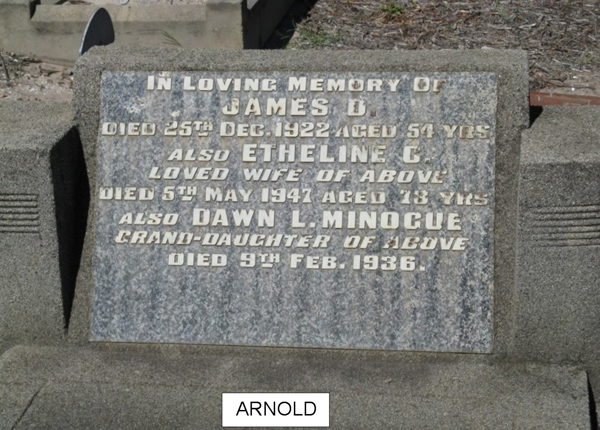 IN LOVING MEMORY OF
JAMES D.
DIED 25TH DEC. 1922 AGED 54 YRS
ALSO ETHELINE G.
LOVED WIFE OF ABOVE
DIED 5TH MAY 1947 AGED 78 YRS
ALSO DAWN L. MINOGUE
GRAND-DAUGHTER OF ABOVE
DIED 9TH FEB. 1936.
ARNOLD